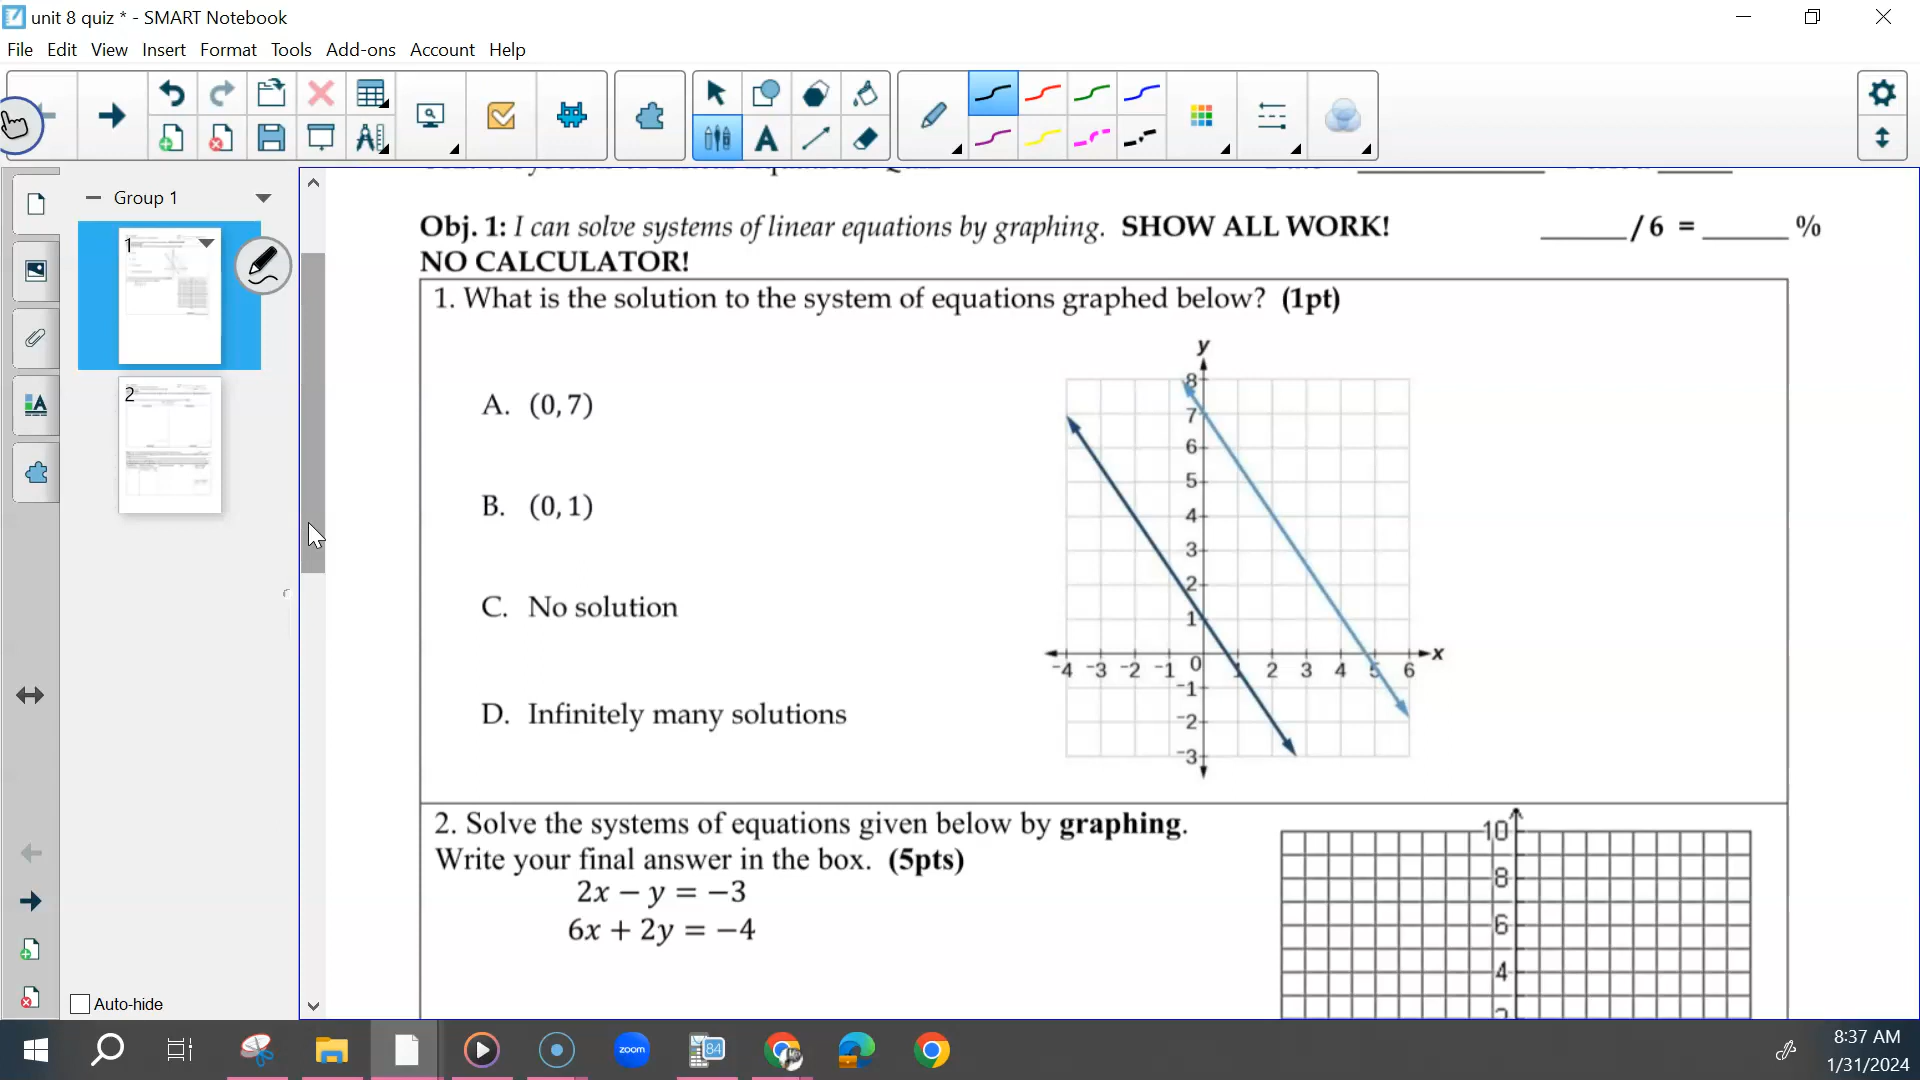 unit 8 quiz * - SMART Notebook
File Edit View Insert Format Tools Add-ons Account Help
84
Group 1
1
2
Auto-hide
Obj. 1: I can solve systems of linear equations by graphing. SHOW ALL WORK! ______/ 6 = ______ %
NO CALCULATOR!
1. What is the solution to the system of equations graphed below? (1pt)
A. (0, 7)
B. (0, 1)
C. No solution
D. Infinitely many solutions
y
8
7
6
5
4
3
2
1
-4 -3 -2 -1 0 1 2 3 4 5 6 x
-1
-2
-3
2. Solve the systems of equations given below by graphing.
Write your final answer in the box. (5pts)
2x − y = −3
6x + 2y = −4
10
8
6
4
zoom
8:37 AM
1/31/2024